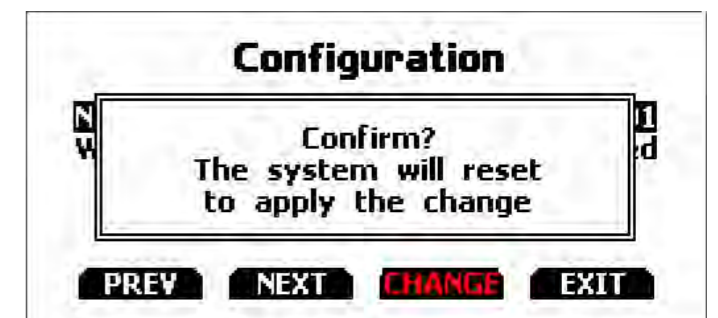 Configuration
Confirm?
The system will reset
to apply the change
PREV NEXT CHANGE EXIT